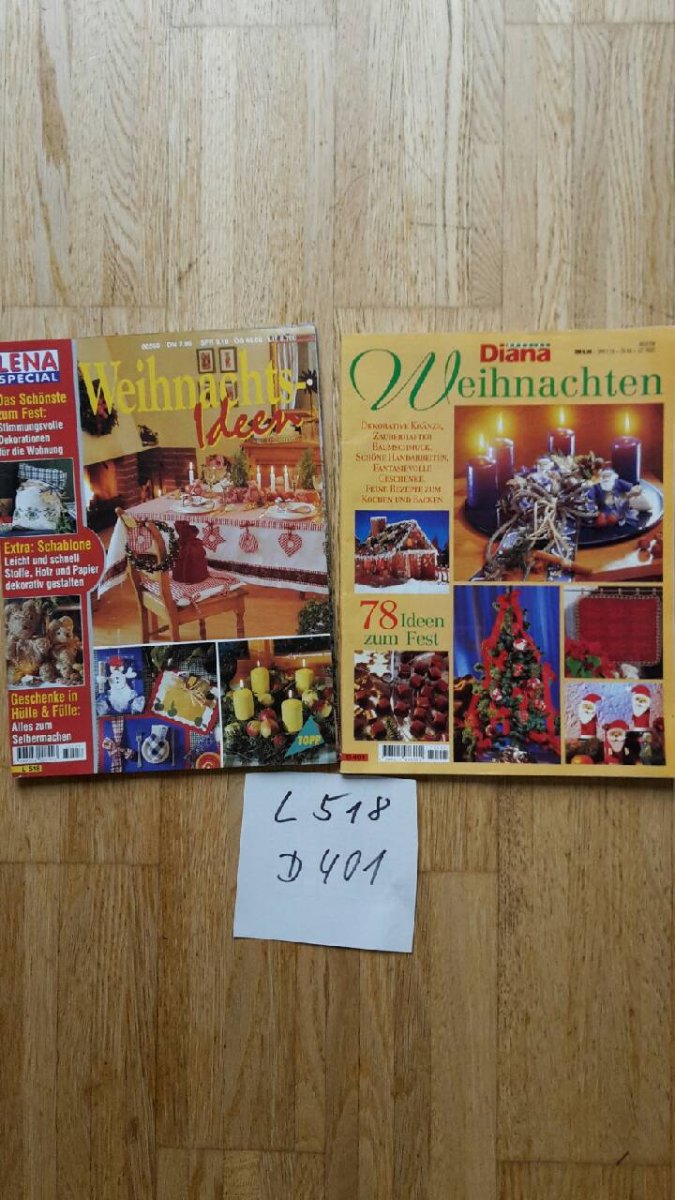 LENA
SPECIAL
Das Schönste
zum Fest:
Stimmungsvolle
Dekorationen
für die Wohnung
Extra: Schablone
Leicht und schnell
Stoffe, Holz und Papier
dekorativ gestalten
Geschenke in
Hülle & Fülle:
Alles zum
Selbermachen
L 518
Weihnachts-
Ideen
TOPP
Diana
Weihnachten
DEKORATIVE KRÄNZE,
ZAUBERHAFTER
BAUMSCHMUCK,
SCHÖNE HANDARBEITEN,
FANTASIEVOLLE
GESCHENKE,
FEINE REZEPTE ZUM
KOCHEN UND BACKEN
78 Ideen
zum Fest
D 401
L 518
D 401